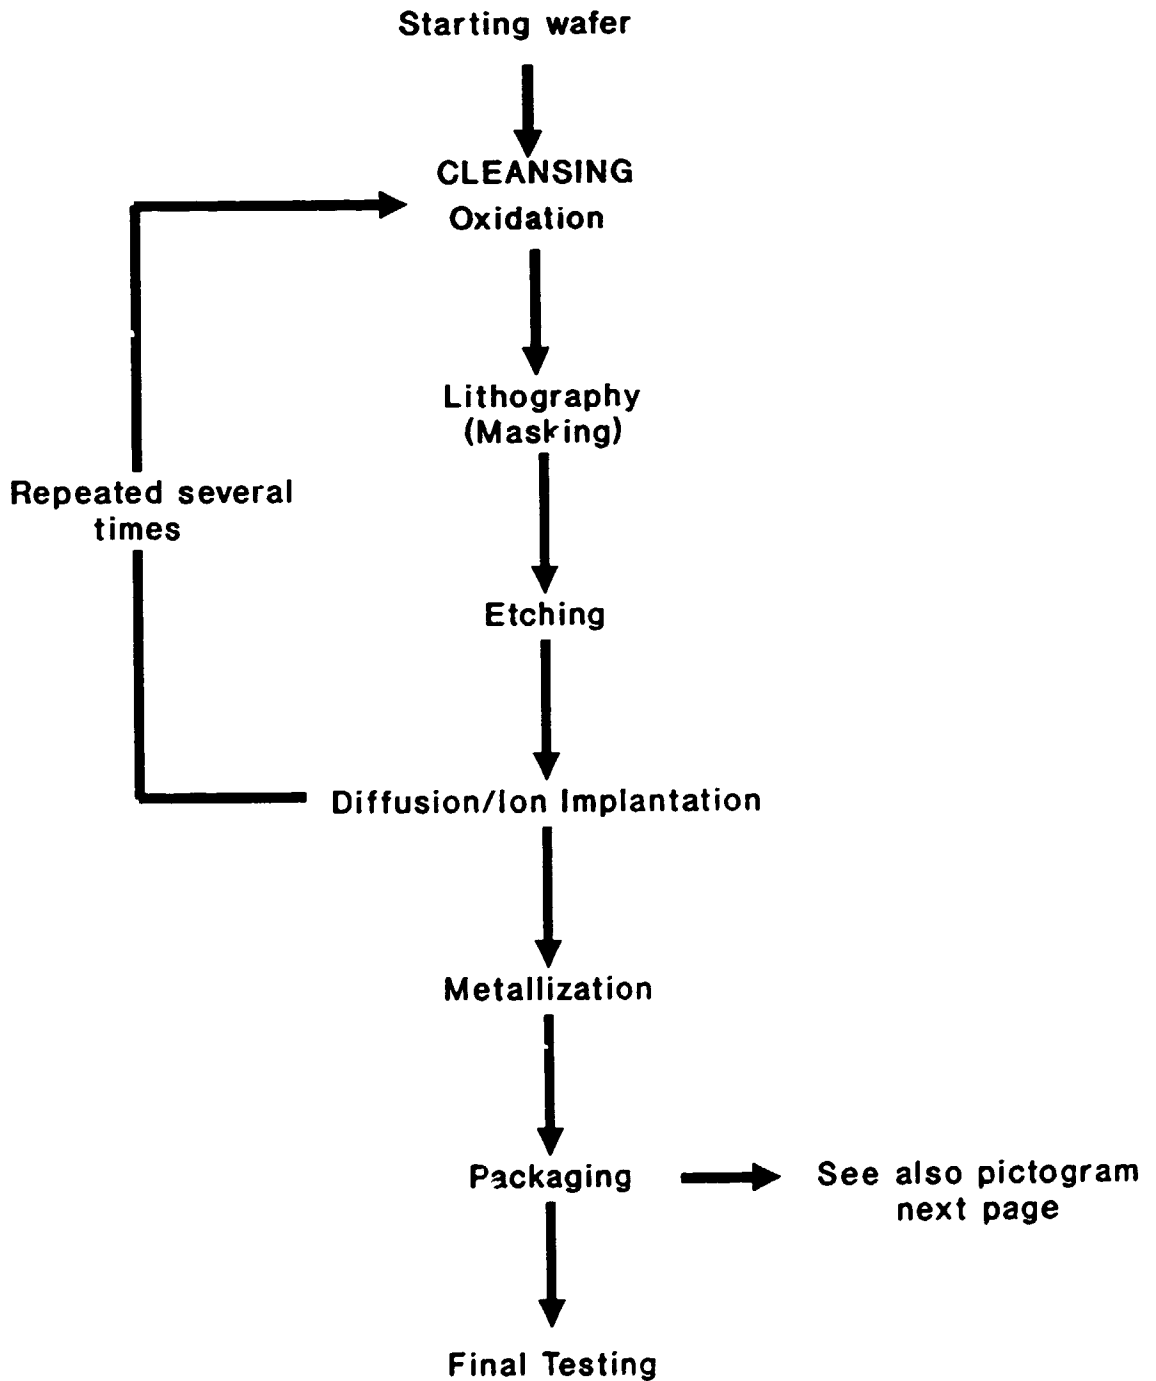 Starting wafer
CLEANSING
Oxidation
Lithography
(Masking)
Repeated several
times
Etching
Diffusion/Ion Implantation
Metallization
Packaging
See also pictogram
next page
Final Testing